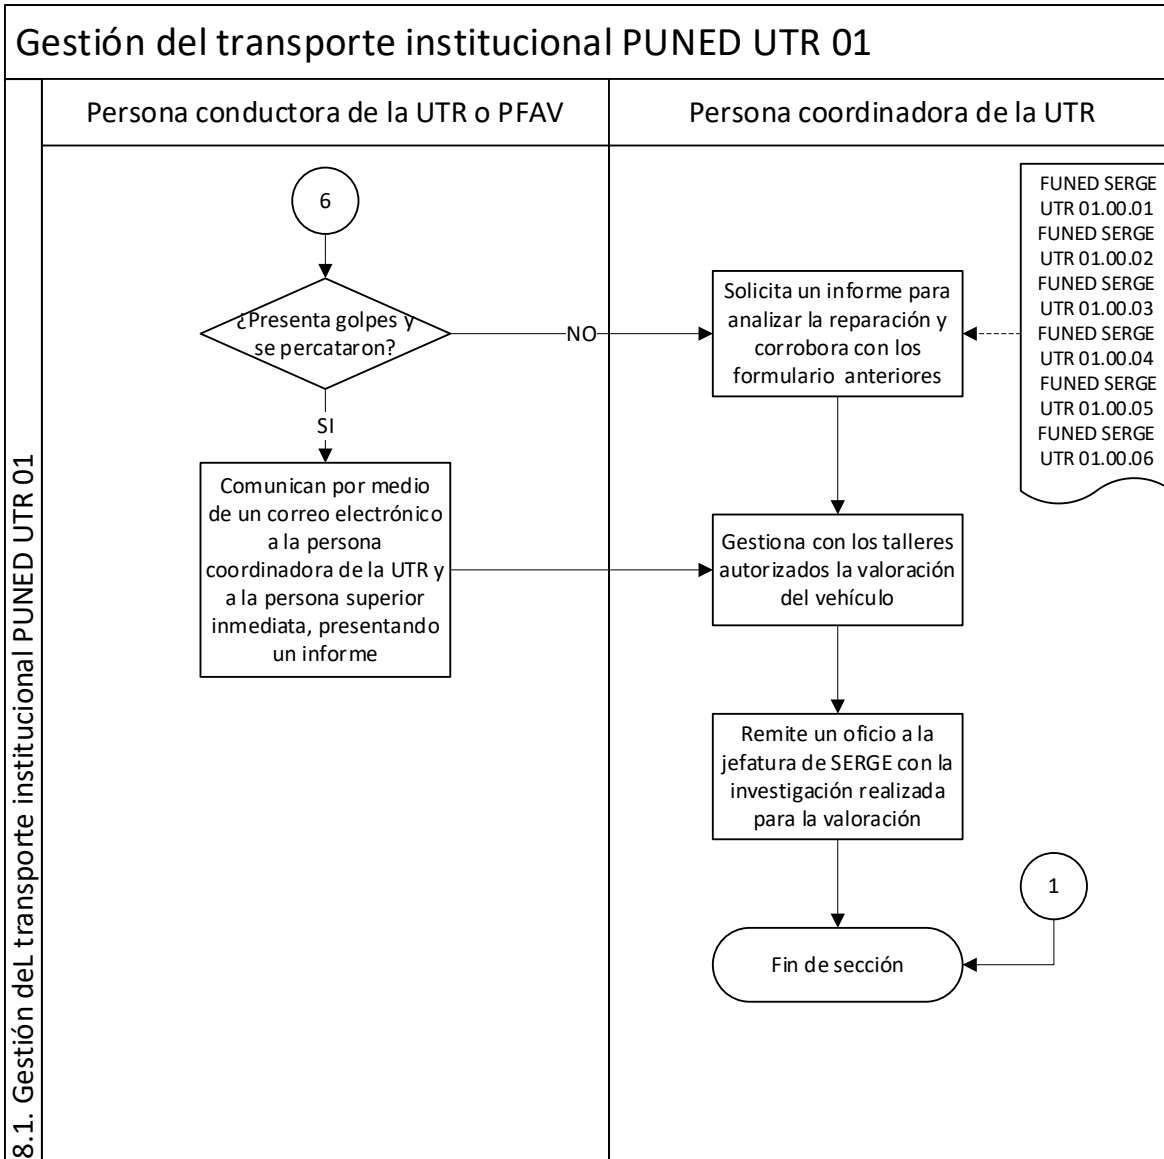 Gestión del transporte institucional PUNED UTR 01
8.1. Gestión del transporte institucional PUNED UTR 01
Persona conductora de la UTR o PFAV
Persona coordinadora de la UTR
6
¿Presenta golpes y
se percataron?
NO
SI
Comunican por medio
de un correo electrónico
a la persona
coordinadora de la UTR y
a la persona superior
inmediata, presentando
un informe
Solicita un informe para
analizar la reparación y
corrobora con los
formulario anteriores
FUNED SERGE
UTR 01.00.01
FUNED SERGE
UTR 01.00.02
FUNED SERGE
UTR 01.00.03
FUNED SERGE
UTR 01.00.04
FUNED SERGE
UTR 01.00.05
FUNED SERGE
UTR 01.00.06
Gestiona con los talleres
autorizados la valoración
del vehículo
Remite un oficio a la
jefatura de SERGE con la
investigación realizada
para la valoración
1
Fin de sección